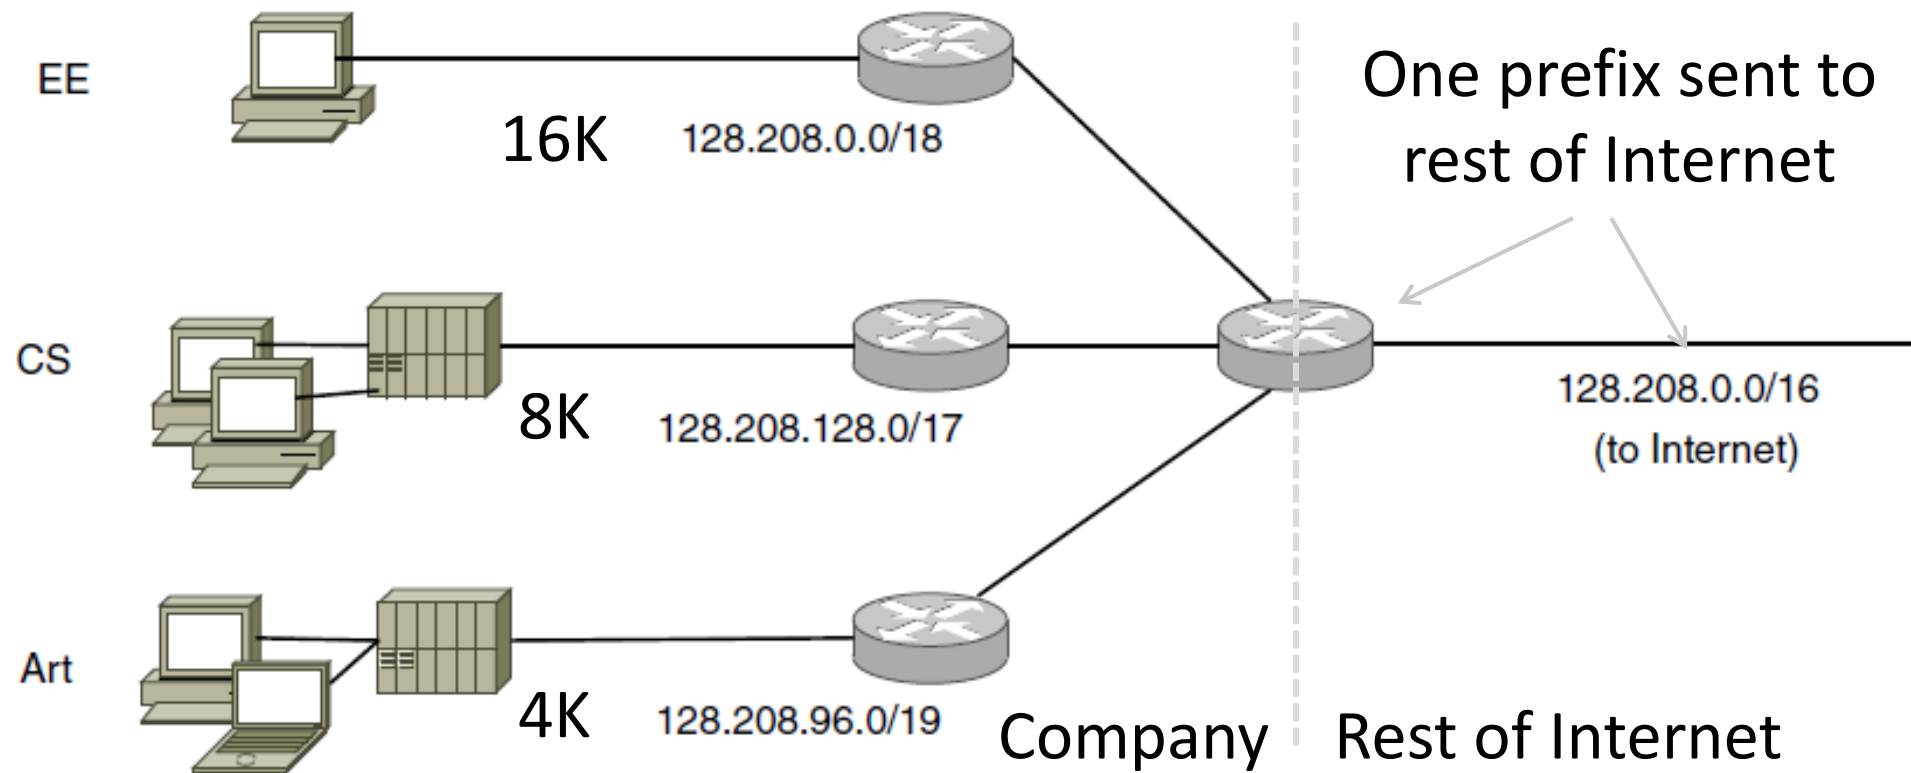 EE
16K
128.208.0.0/18
One prefix sent to
rest of Internet
CS
8K
128.208.128.0/17
128.208.0.0/16
(to Internet)
Art
4K
128.208.96.0/19
Company
Rest of Internet